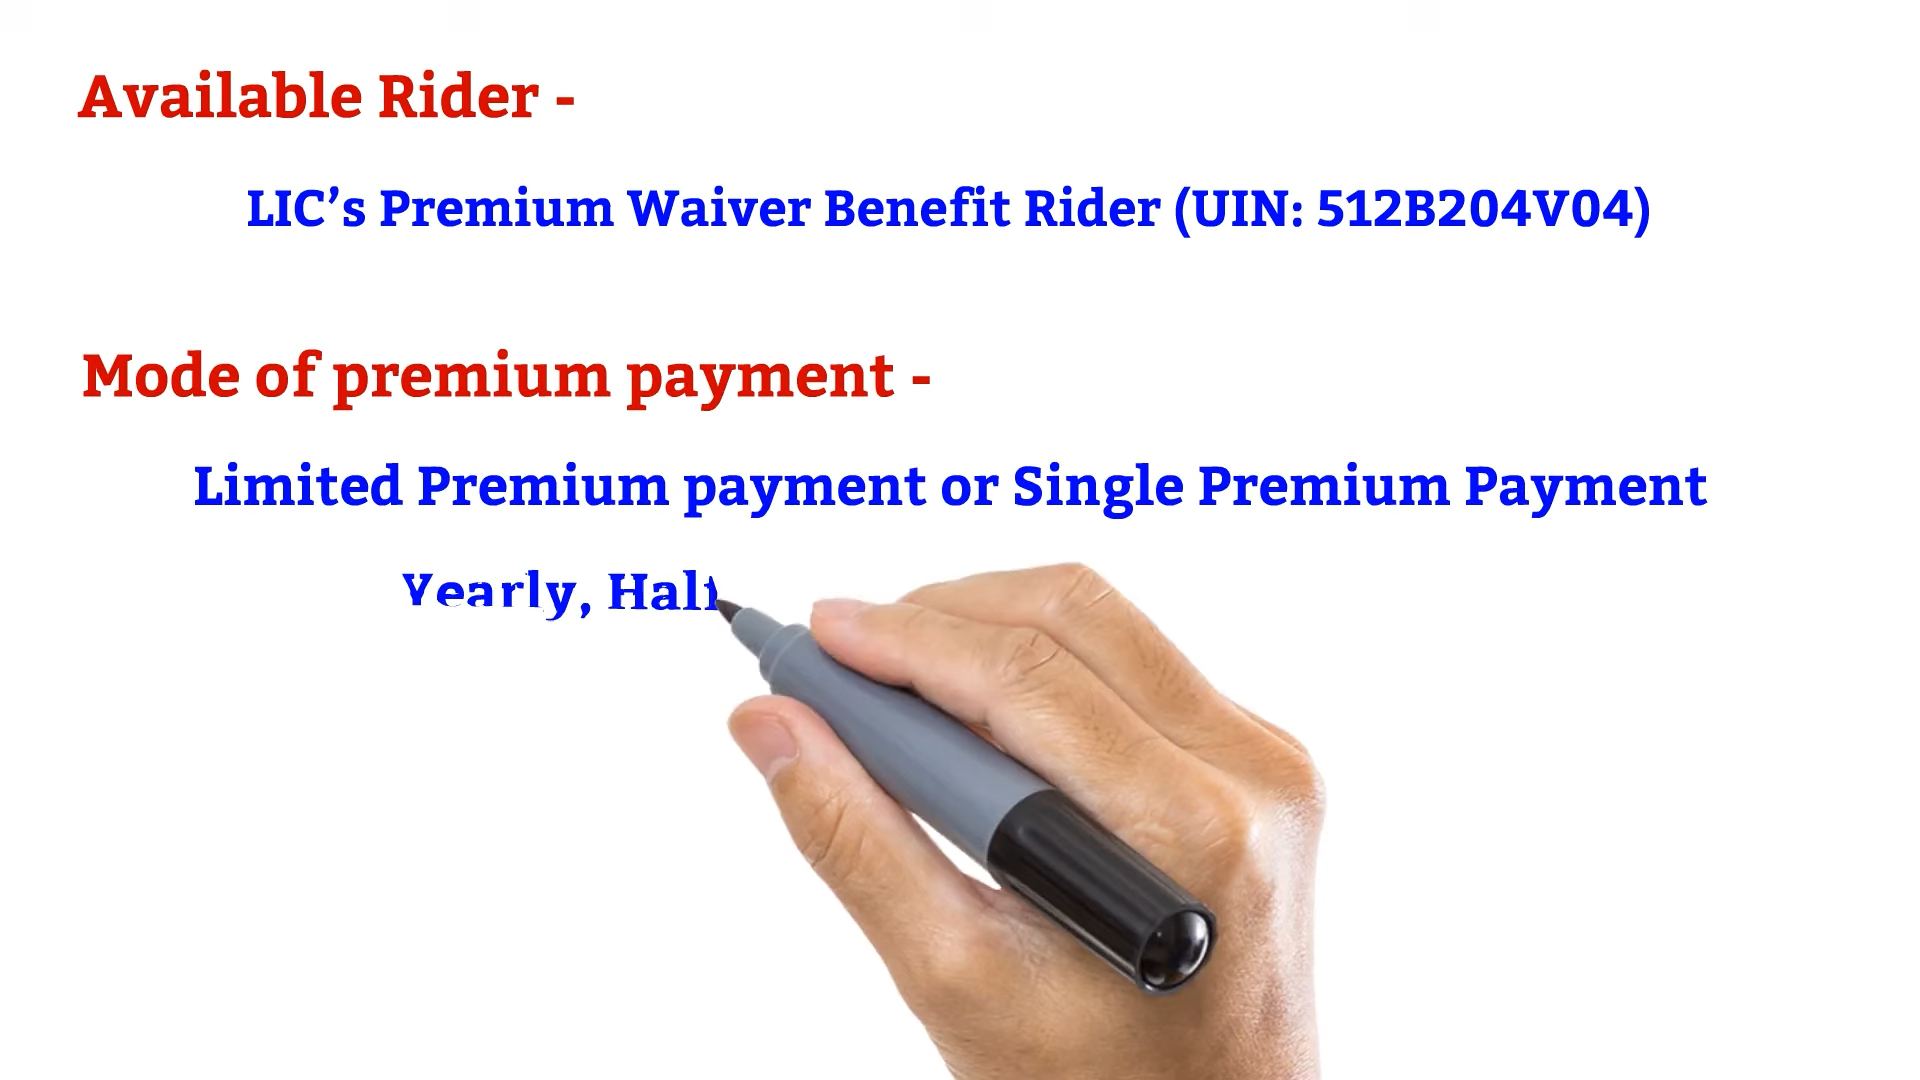 Available Rider -
LIC’s Premium Waiver Benefit Rider (UIN: 512B204V04)
Mode of premium payment -
Limited Premium payment or Single Premium Payment
Yearly,